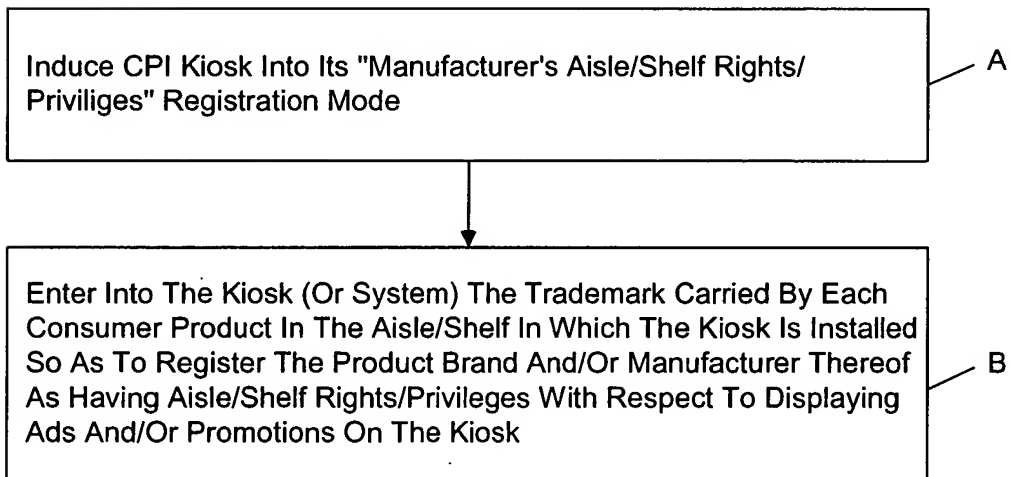 Induce CPI Kiosk Into Its "Manufacturer's Aisle/Shelf Rights/
Priviliges" Registration Mode
A
Enter Into The Kiosk (Or System) The Trademark Carried By Each
Consumer Product In The Aisle/Shelf In Which The Kiosk Is Installed
So As To Register The Product Brand And/Or Manufacturer Thereof
As Having Aisle/Shelf Rights/Privileges With Respect To Displaying
Ads And/Or Promotions On The Kiosk
B